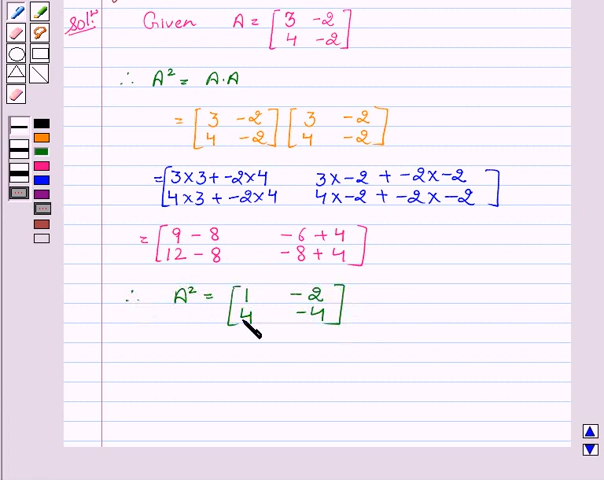 Solⁿ Given A = [3 -2
4 -2]
∴ A² = A·A
= [3 -2 [3 -2
4 -2] 4 -2]
= [3×3+-2×4 3×-2 + -2×-2
4×3+-2×4 4×-2 + -2×-2]
= [9 - 8 -6+4
12 - 8 -8+4]
∴ A² = [1 -2
4 -4]